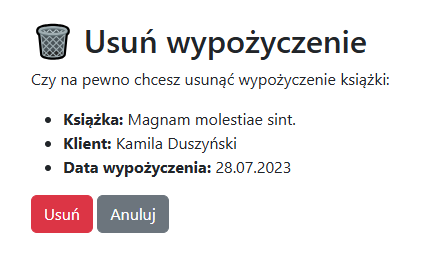 Usuń wypożyczenie
Czy na pewno chcesz usunąć wypożyczenie książki:
Książka: Magnam molestiae sint.
Klient: Kamila Duszyński
Data wypożyczenia: 28.07.2023
Usuń Anuluj